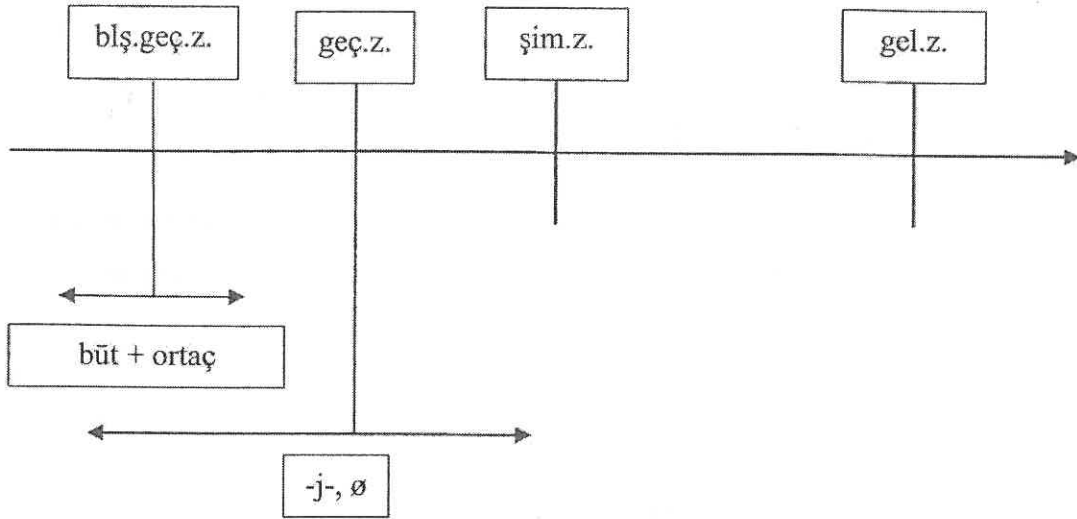 blş.geç.z.
geç.z.
şim.z.
gel.z.
būt + ortaç
-j-, ø